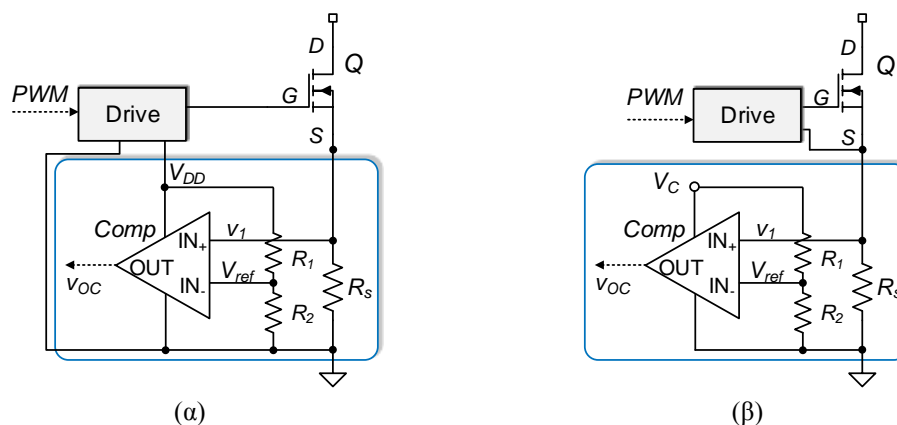 D
Q
PWM
Drive
G
S
V_DD
Comp
IN+
v_1
R_1
OUT
V_ref
IN-
R_s
v_OC
R_2
(α)
D
Q
PWM
Drive
G
S
V_C
Comp
IN+
v_1
R_1
OUT
V_ref
IN-
R_s
v_OC
R_2
(β)